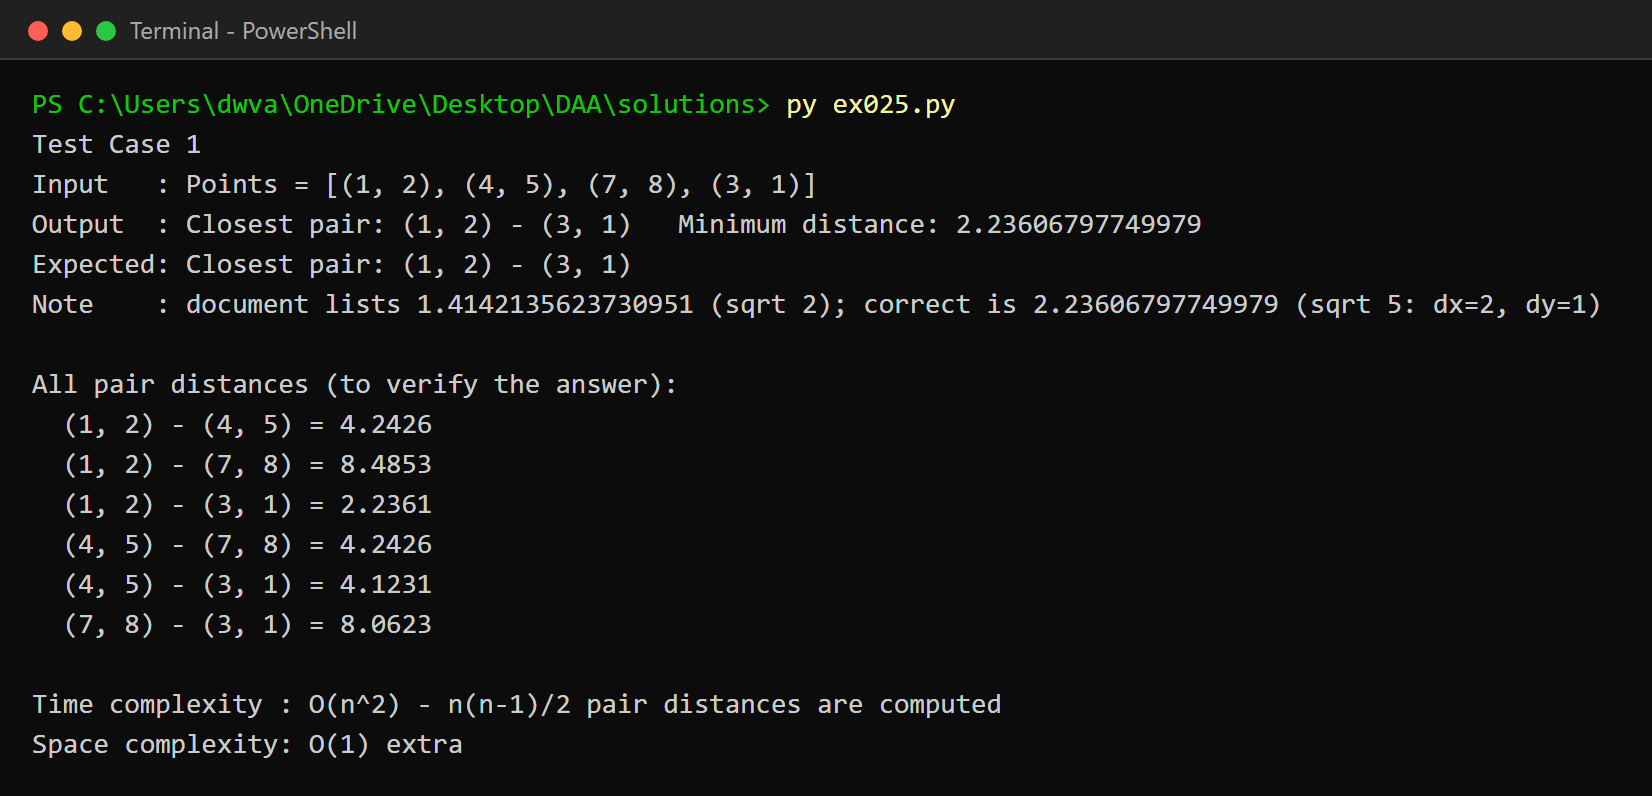 Terminal - PowerShell
PS C:\Users\dwva\OneDrive\Desktop\DAA\solutions> py ex025.py
Test Case 1
Input   : Points = [(1, 2), (4, 5), (7, 8), (3, 1)]
Output  : Closest pair: (1, 2) - (3, 1)   Minimum distance: 2.23606797749979
Expected: Closest pair: (1, 2) - (3, 1)
Note    : document lists 1.4142135623730951 (sqrt 2); correct is 2.23606797749979 (sqrt 5: dx=2, dy=1)
All pair distances (to verify the answer):
  (1, 2) - (4, 5) = 4.2426
  (1, 2) - (7, 8) = 8.4853
  (1, 2) - (3, 1) = 2.2361
  (4, 5) - (7, 8) = 4.2426
  (4, 5) - (3, 1) = 4.1231
  (7, 8) - (3, 1) = 8.0623
Time complexity : O(n^2) - n(n-1)/2 pair distances are computed
Space complexity: O(1) extra